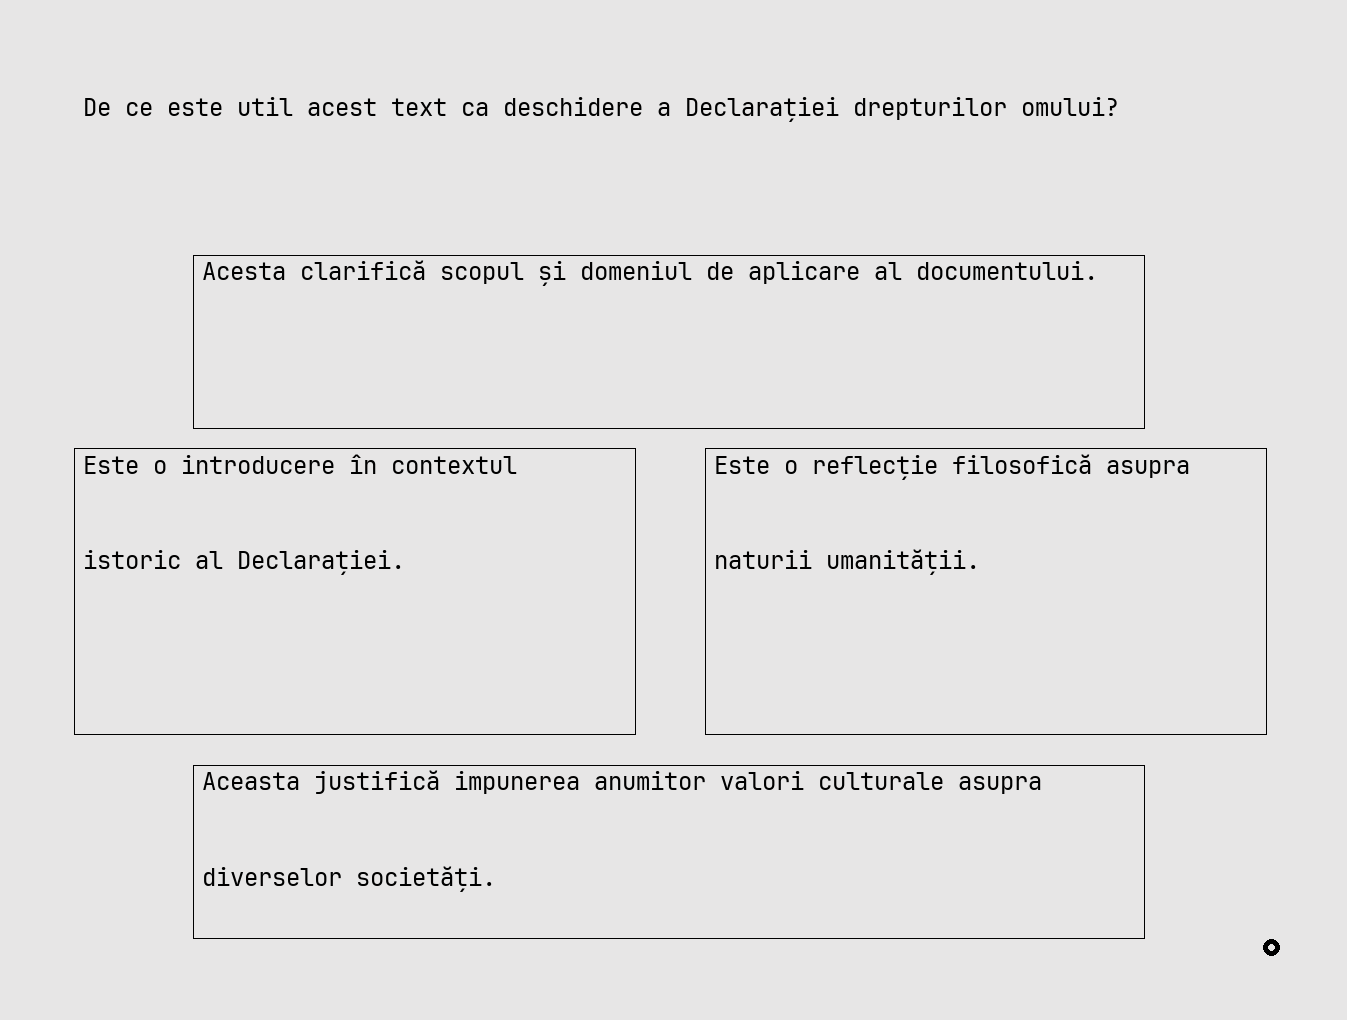 De ce este util acest text ca deschidere a Declarației drepturilor omului?
Acesta clarifică scopul și domeniul de aplicare al documentului.
Este o introducere în contextul
istoric al Declarației.
Este o reflecție filosofică asupra
naturii umanității.
Aceasta justifică impunerea anumitor valori culturale asupra
diverselor societăți.